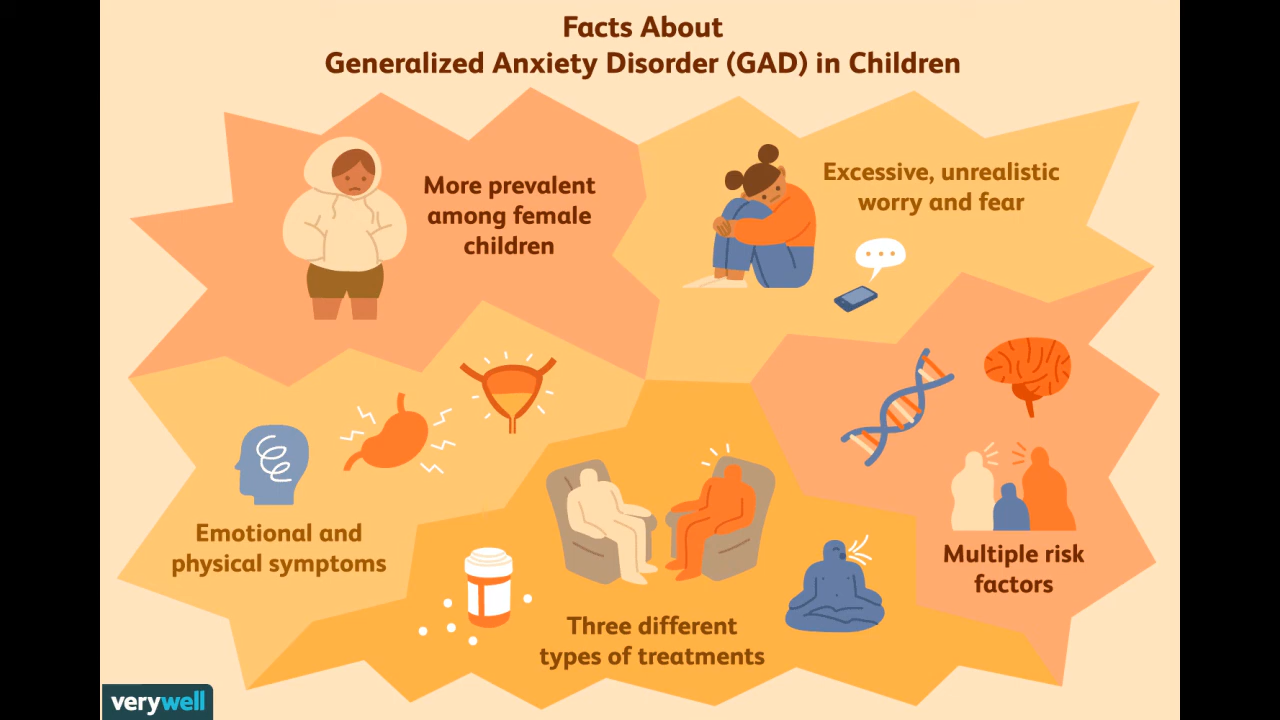 Facts About
Generalized Anxiety Disorder (GAD) in Children
More prevalent
among female
children
Excessive, unrealistic
worry and fear
Emotional and
physical symptoms
Three different
types of treatments
Multiple risk
factors
verywell